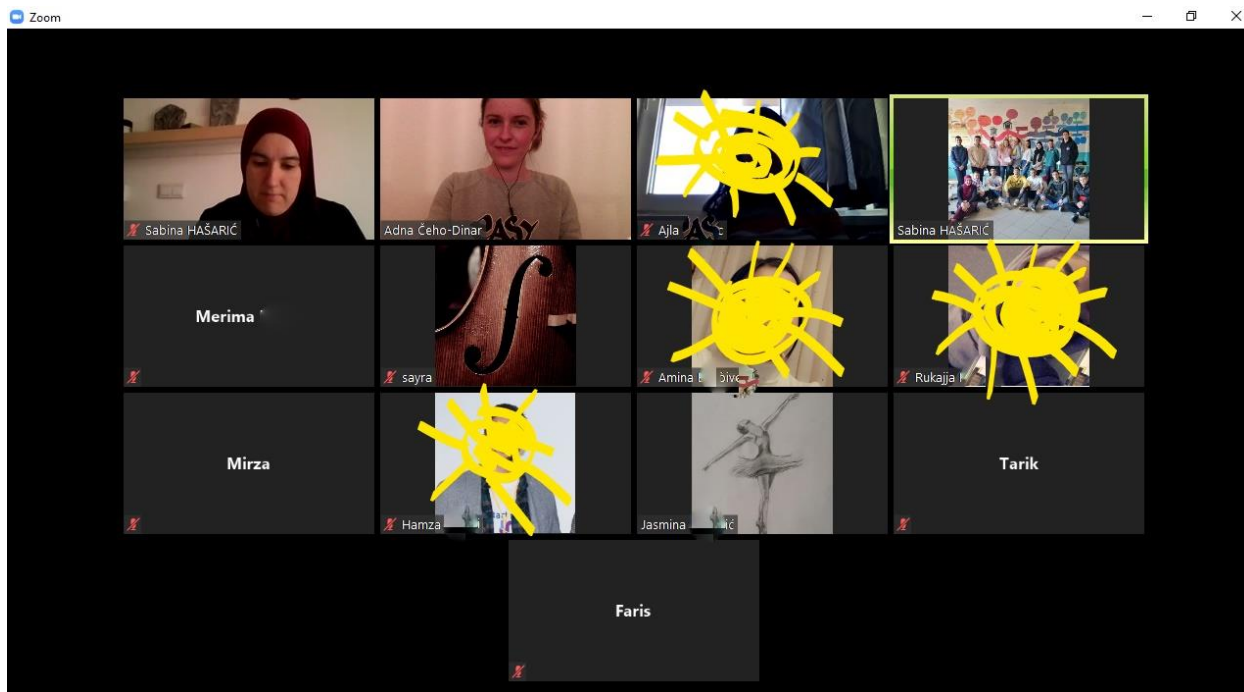 Zoom
Sabina HAŠARIĆ
Adna Čeho-Dinar
Ajla
Sabina HAŠARIĆ
Merima
sayra
Amina
Rukajja
Mirza
Hamza
Jasmina
Tarik
Faris